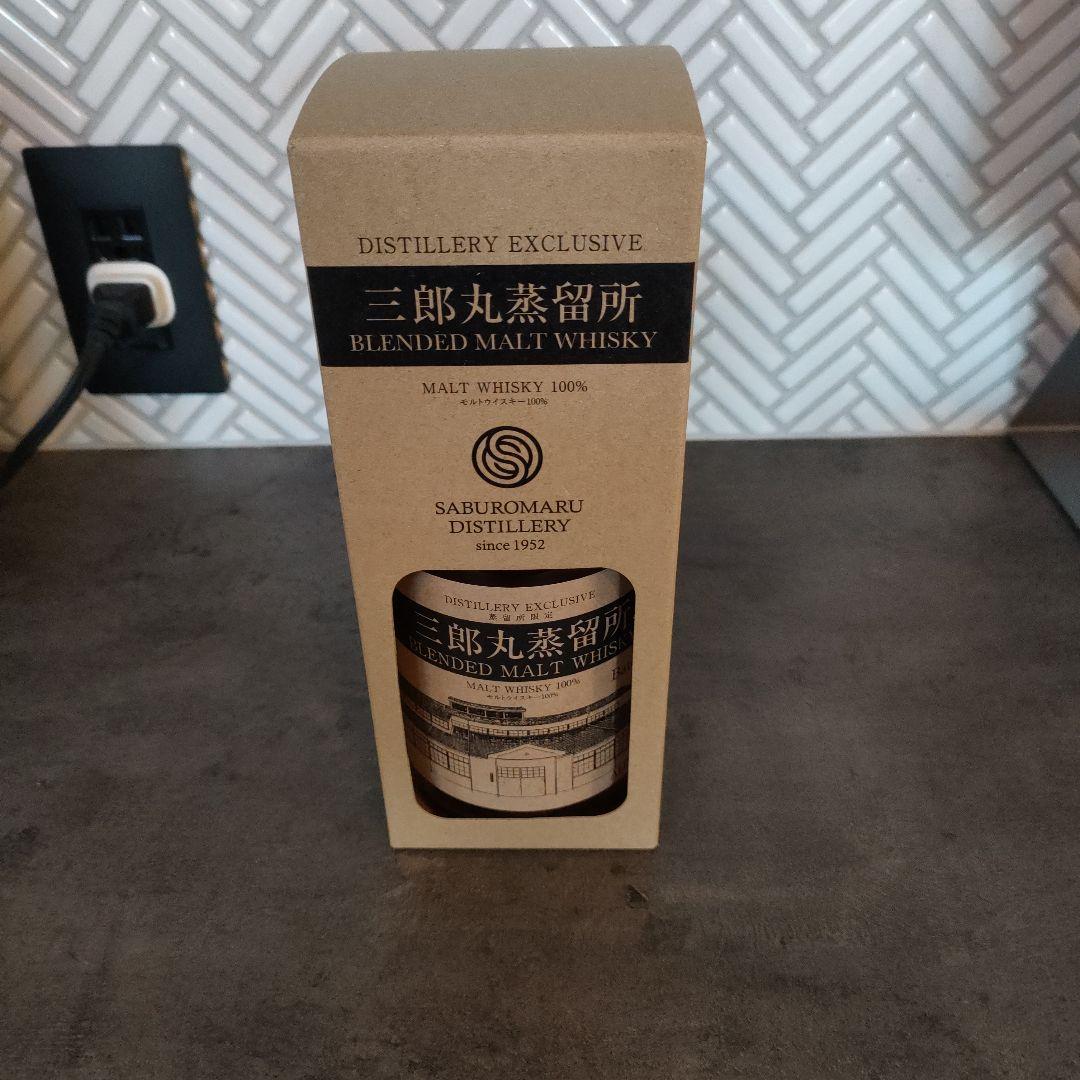 DISTILLERY EXCLUSIVE
三郎丸蒸留所
BLENDED MALT WHISKY
MALT WHISKY 100%
モルトウイスキー100%
SABUROMARU
DISTILLERY
since 1952
DISTILLERY EXCLUSIVE
蒸留所限定
三郎丸蒸留所
BLENDED MALT WHISKY
MALT WHISKY 100%
モルトウイスキー100%